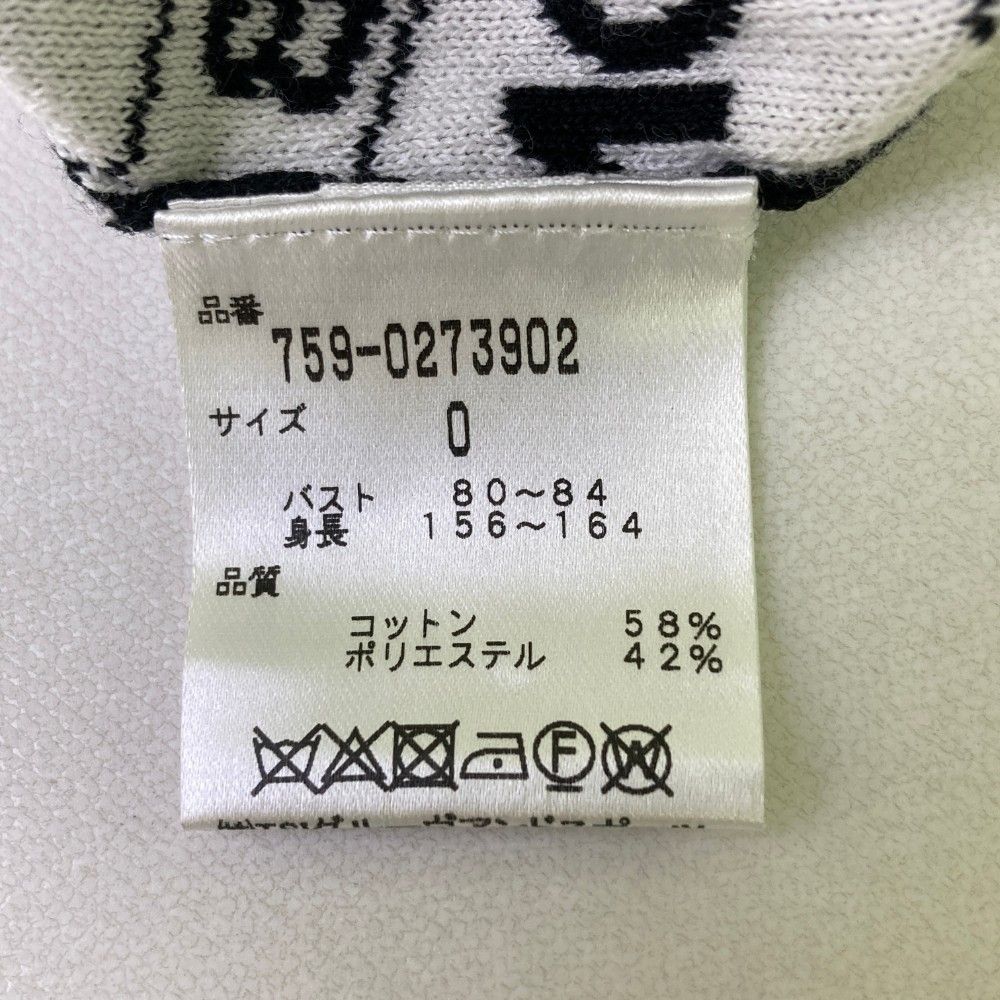 品番
759-0273902
サイズ 0
バスト 80～84
身長 156～164
品質
コットン 58%
ポリエステル 42%
F
W